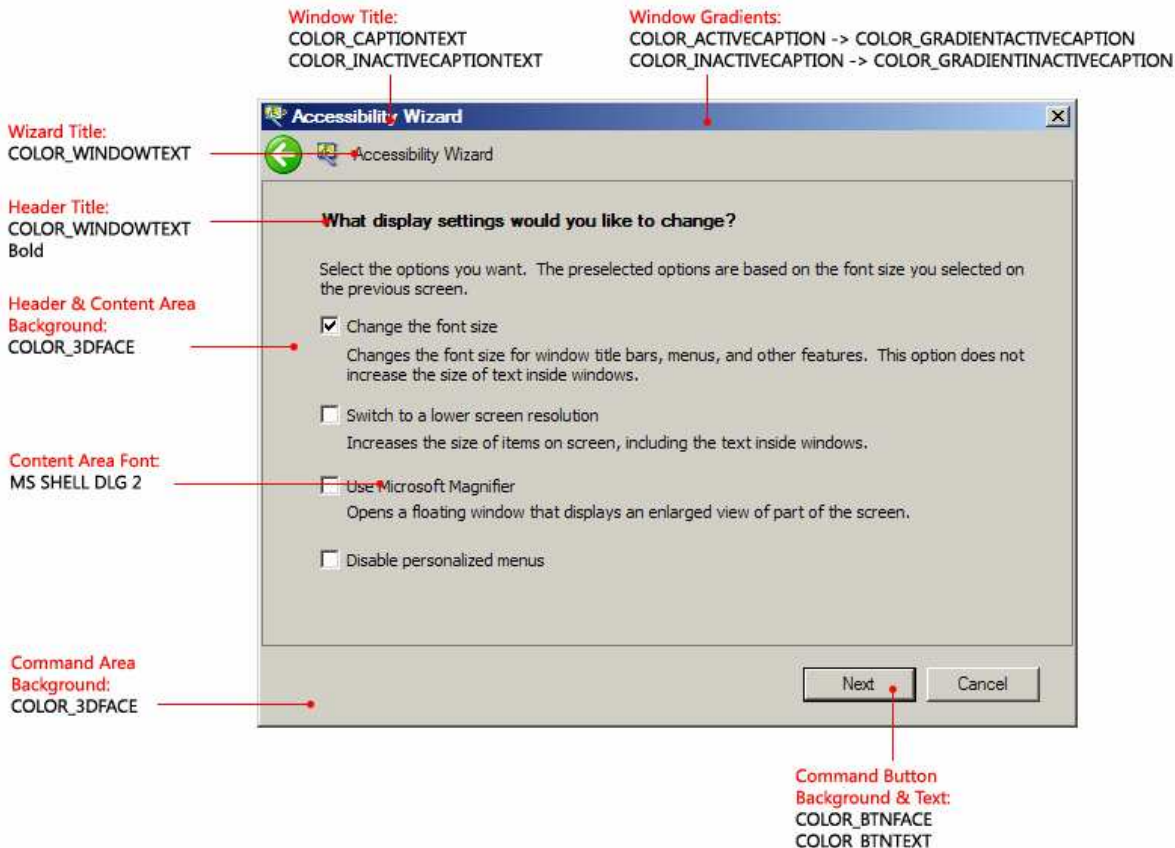 Window Title:
COLOR_CAPTIONTEXT
COLOR_INACTIVECAPTIONTEXT
Window Gradients:
COLOR_ACTIVECAPTION -> COLOR_GRADIENTACTIVECAPTION
COLOR_INACTIVECAPTION -> COLOR_GRADIENTINACTIVECAPTION
Accessibility Wizard
Wizard Title:
COLOR_WINDOWTEXT
Accessibility Wizard
Header Title:
COLOR_WINDOWTEXT
Bold
What display settings would you like to change?
Select the options you want. The preselected options are based on the font size you selected on
the previous screen.
Header & Content Area
Background:
COLOR_3DFACE
Change the font size
Changes the font size for window title bars, menus, and other features. This option does not
increase the size of text inside windows.
Switch to a lower screen resolution
Increases the size of items on screen, including the text inside windows.
Content Area Font:
MS SHELL DLG 2
Use Microsoft Magnifier
Opens a floating window that displays an enlarged view of part of the screen.
Disable personalized menus
Command Area
Background:
COLOR_3DFACE
Next
Cancel
Command Button
Background & Text:
COLOR_BTNFACE
COLOR_BTNTEXT